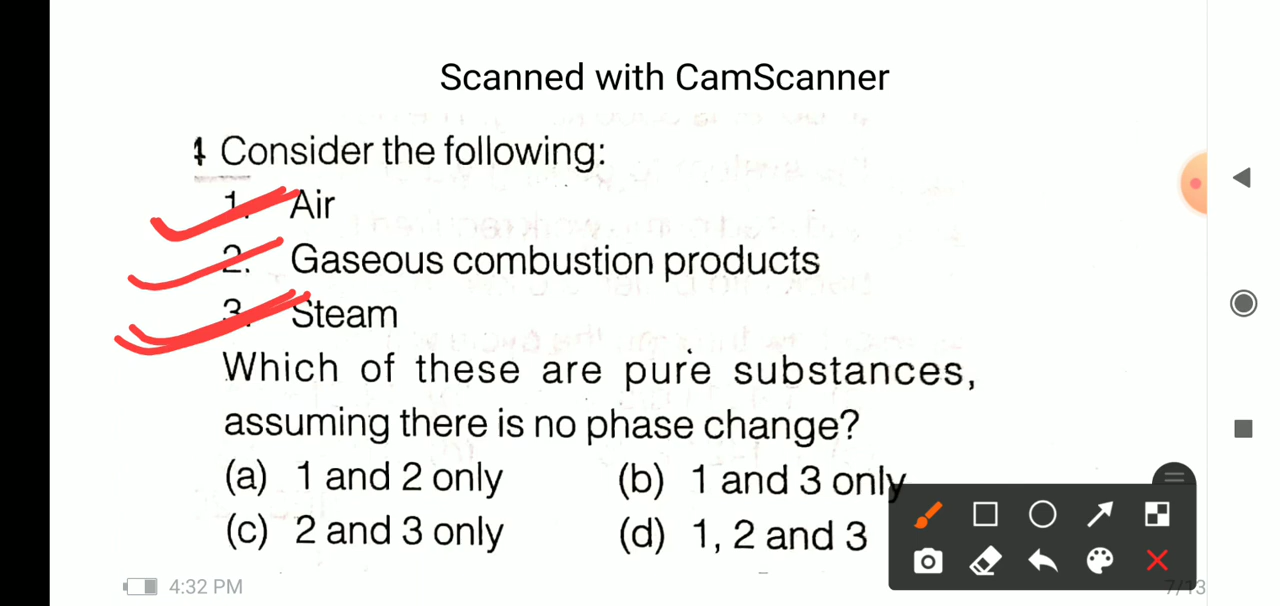 Scanned with CamScanner
1 Consider the following:
1. Air
2. Gaseous combustion products
3. Steam
Which of these are pure substances,
assuming there is no phase change?
(a) 1 and 2 only (b) 1 and 3 only
(c) 2 and 3 only (d) 1, 2 and 3
4:32 PM 7/13